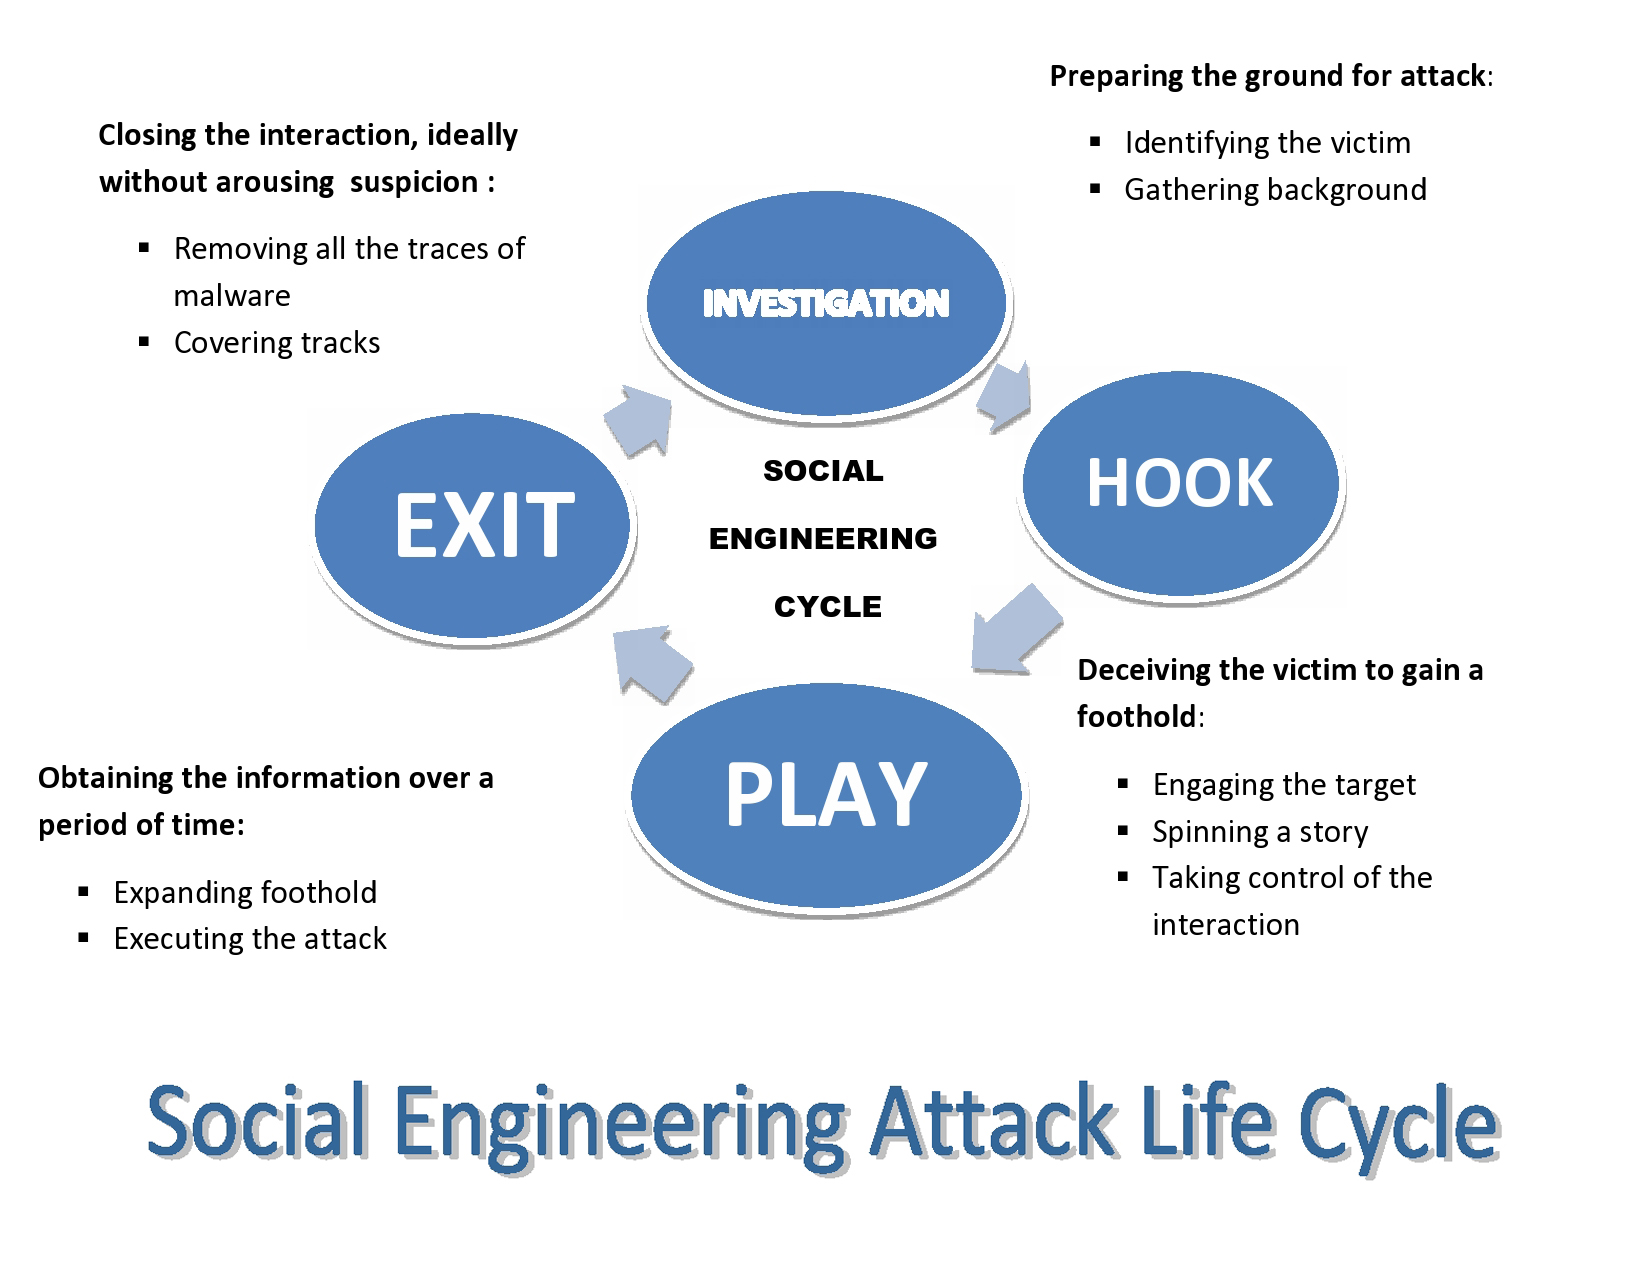 Preparing the ground for attack:
▪ Identifying the victim
▪ Gathering background
Closing the interaction, ideally
without arousing  suspicion :
▪ Removing all the traces of
malware
▪ Covering tracks
INVESTIGATION
HOOK
EXIT
SOCIAL
ENGINEERING
CYCLE
PLAY
Deceiving the victim to gain a
foothold:
▪ Engaging the target
▪ Spinning a story
▪ Taking control of the
interaction
Obtaining the information over a
period of time:
▪ Expanding foothold
▪ Executing the attack
Social Engineering Attack Life Cycle